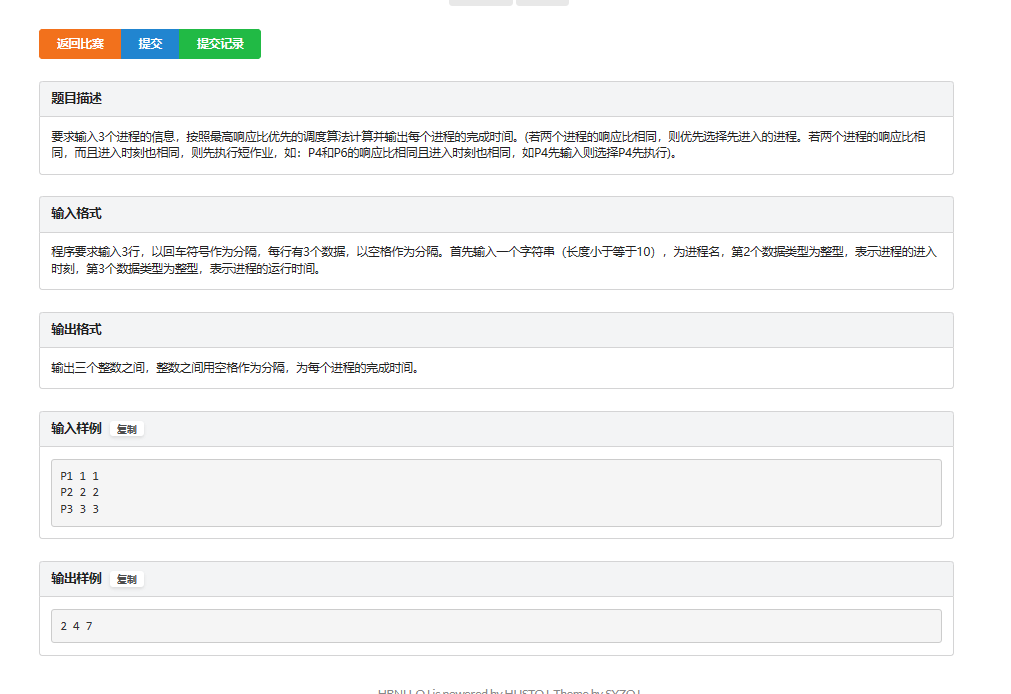 返回比赛 提交 提交记录
题目描述
要求输入3个进程的信息，按照最高响应比优先的调度算法计算并输出每个进程的完成时间。(若两个进程的响应比相同，则优先选择先进入的进程。若两个进程的响应比相
同，而且进入时刻也相同，则先执行短作业，如：P4和P6的响应比相同且进入时刻也相同，如P4先输入则选择P4先执行)。
输入格式
程序要求输入3行，以回车符号作为分隔，每行有3个数据，以空格作为分隔。首先输入一个字符串（长度小于等于10），为进程名，第2个数据类型为整型，表示进程的进入
时刻，第3个数据类型为整型，表示进程的运行时间。
输出格式
输出三个整数之间，整数之间用空格作为分隔，为每个进程的完成时间。
输入样例 复制
P1 1 1
P2 2 2
P3 3 3
输出样例 复制
2 4 7